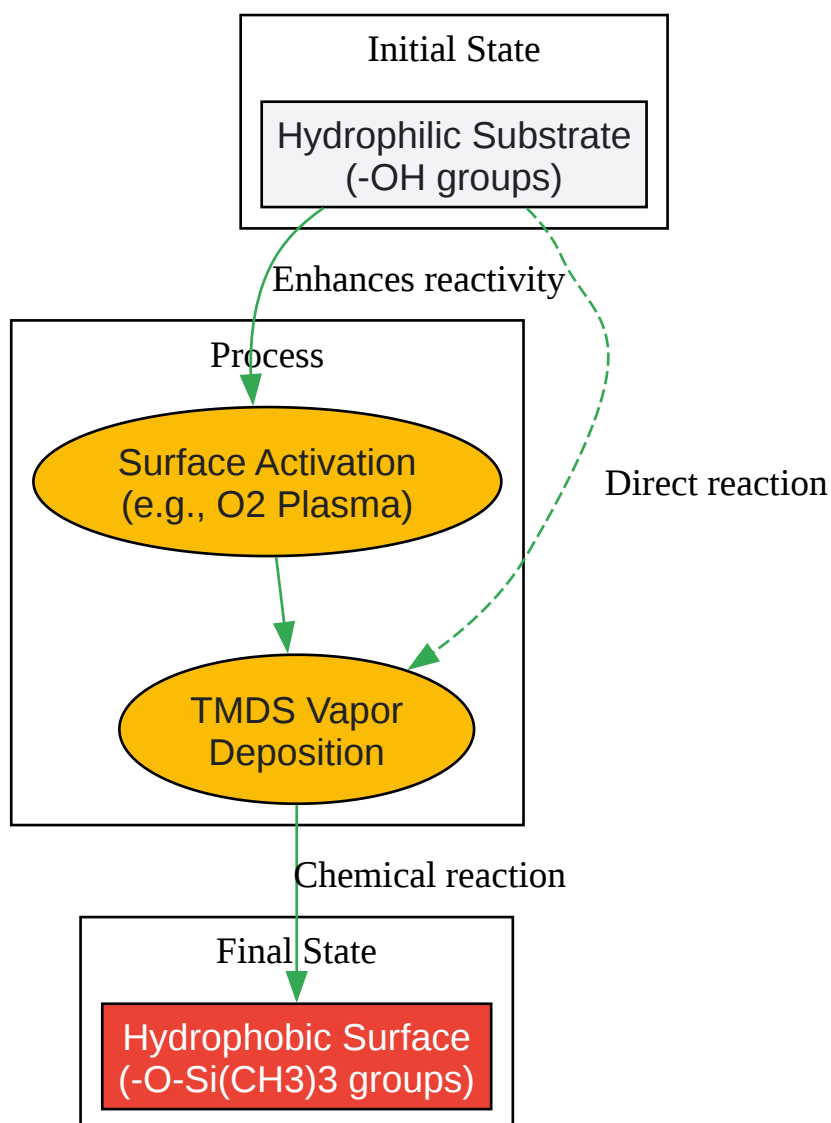 Initial State
Hydrophilic Substrate
(-OH groups)
Enhances reactivity
Process
Surface Activation
(e.g., O2 Plasma)
Direct reaction
TMDS Vapor
Deposition
Chemical reaction
Final State
Hydrophobic Surface
(-O-Si(CH3)3 groups)